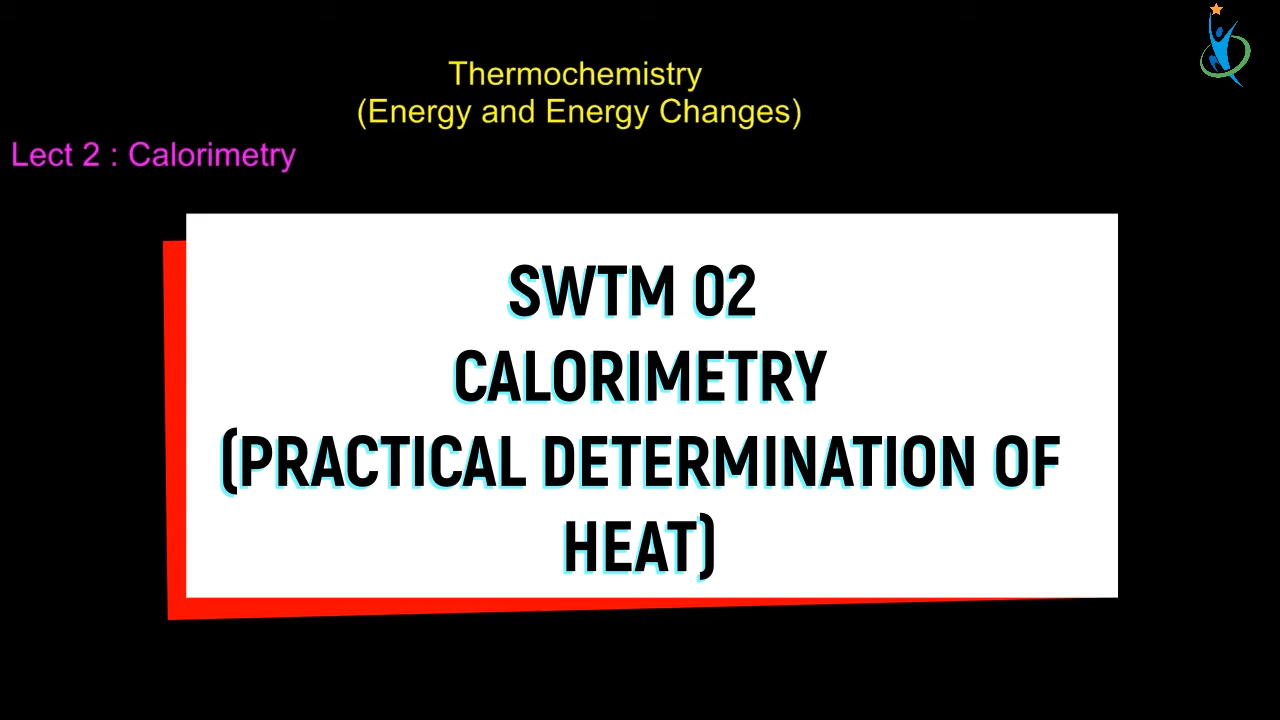 Thermochemistry
(Energy and Energy Changes)
Lect 2 : Calorimetry
SWTM 02
CALORIMETRY
(PRACTICAL DETERMINATION OF
HEAT)